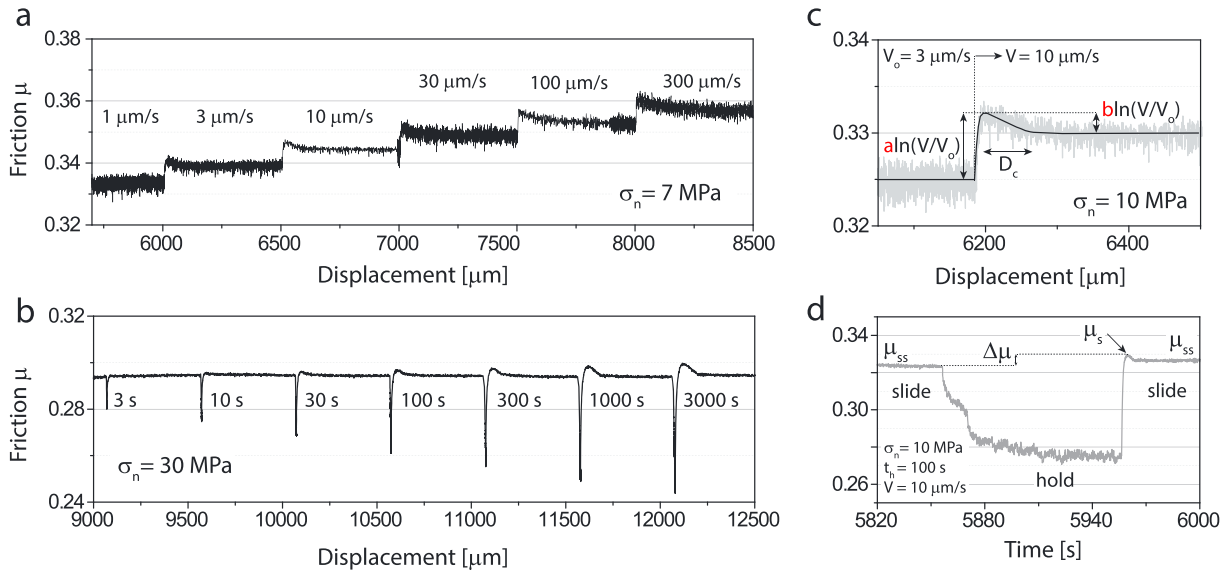 a
0.38
0.36
0.34
0.32
Friction μ
1 μm/s
3 μm/s
10 μm/s
30 μm/s
100 μm/s
300 μm/s
σn= 7 MPa
6000
6500
7000
7500
8000
8500
Displacement [μm]
b
0.32
0.28
0.24
Friction μ
3 s
10 s
30 s
100 s
300 s
1000 s
3000 s
σn= 30 MPa
9000
9500
10000
10500
11000
11500
12000
12500
Displacement [μm]
c
0.34
0.33
0.32
Vo= 3 μm/s
V = 10 μm/s
aln(V/Vo)
bln(V/Vo)
Dc
σn= 10 MPa
6200
6400
Displacement [μm]
d
0.34
0.30
0.26
μss
Δμ
μs
μss
slide
slide
hold
σn= 10 MPa
th= 100 s
V = 10 μm/s
5820
5880
5940
6000
Time [s]